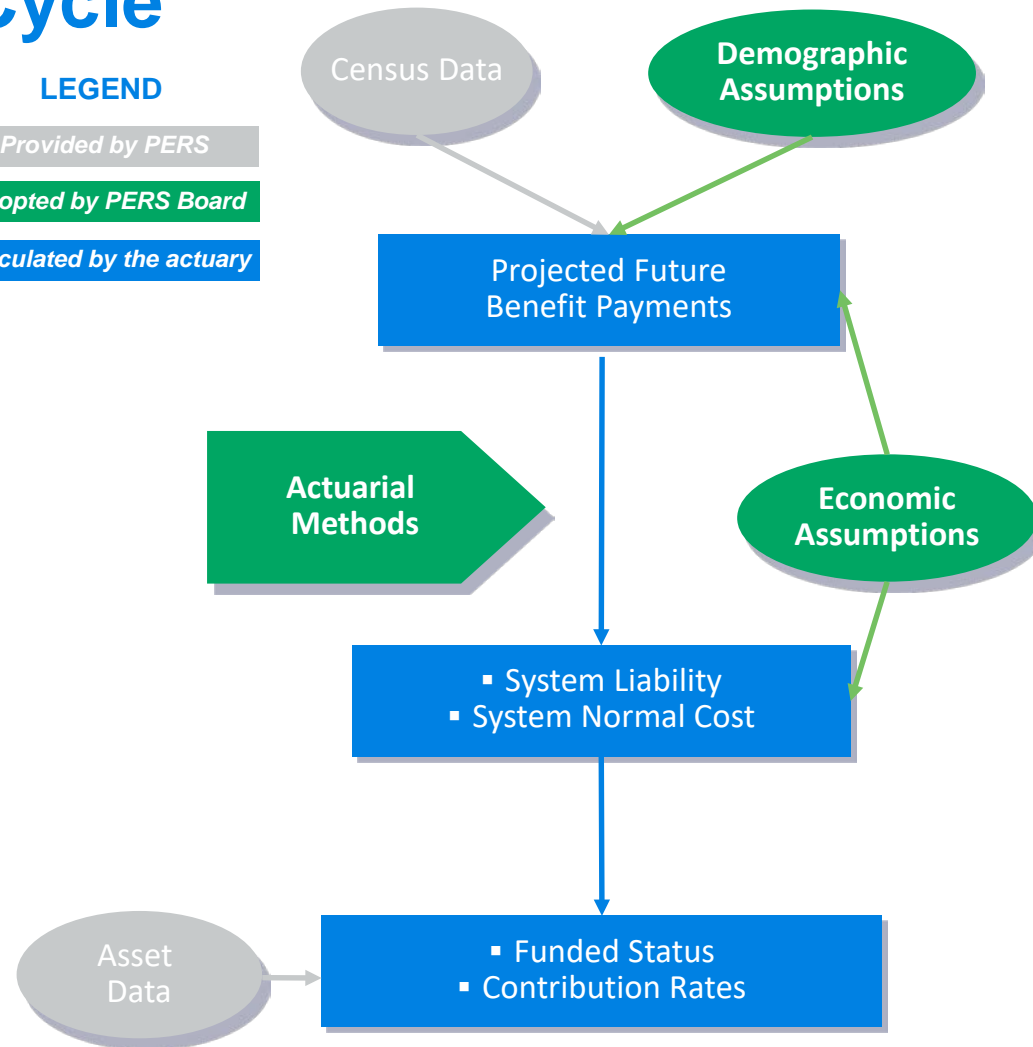 Cycle
LEGEND
Provided by PERS
opted by PERS Board
culated by the actuary
Census Data
Demographic
Assumptions
Projected Future
Benefit Payments
Actuarial
Methods
Economic
Assumptions
▪ System Liability
▪ System Normal Cost
Asset
Data
▪ Funded Status
▪ Contribution Rates